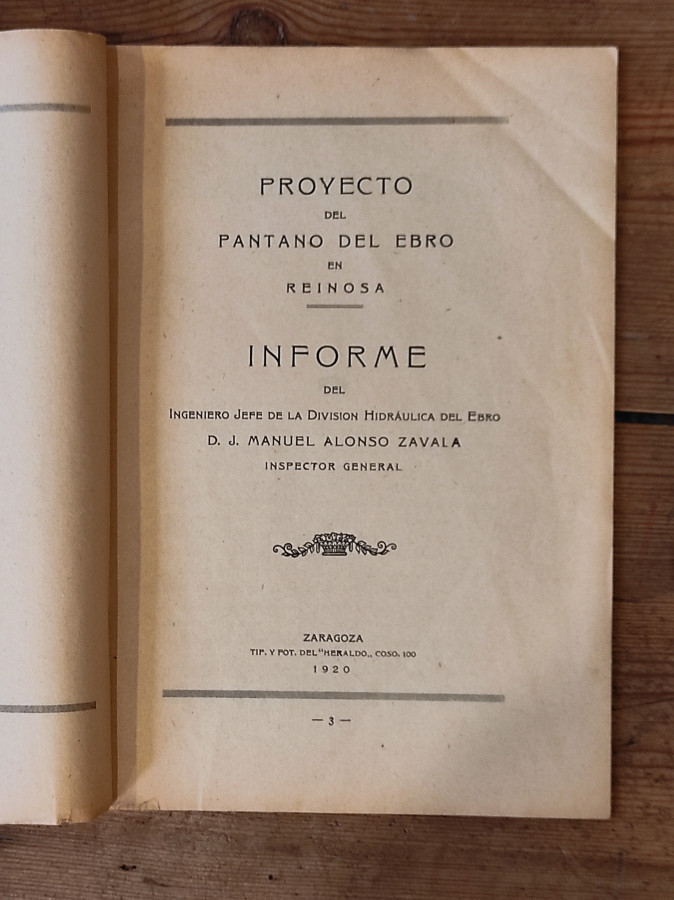 PROYECTO
DEL
PANTANO DEL EBRO
EN
REINOSA
INFORME
DEL
INGENIERO JEFE DE LA DIVISION HIDRÁULICA DEL EBRO
D. J. MANUEL ALONSO ZAVALA
INSPECTOR GENERAL
ZARAGOZA
TIP. Y FOT. DEL "HERALDO„ COSO, 100
1920
— 3 —